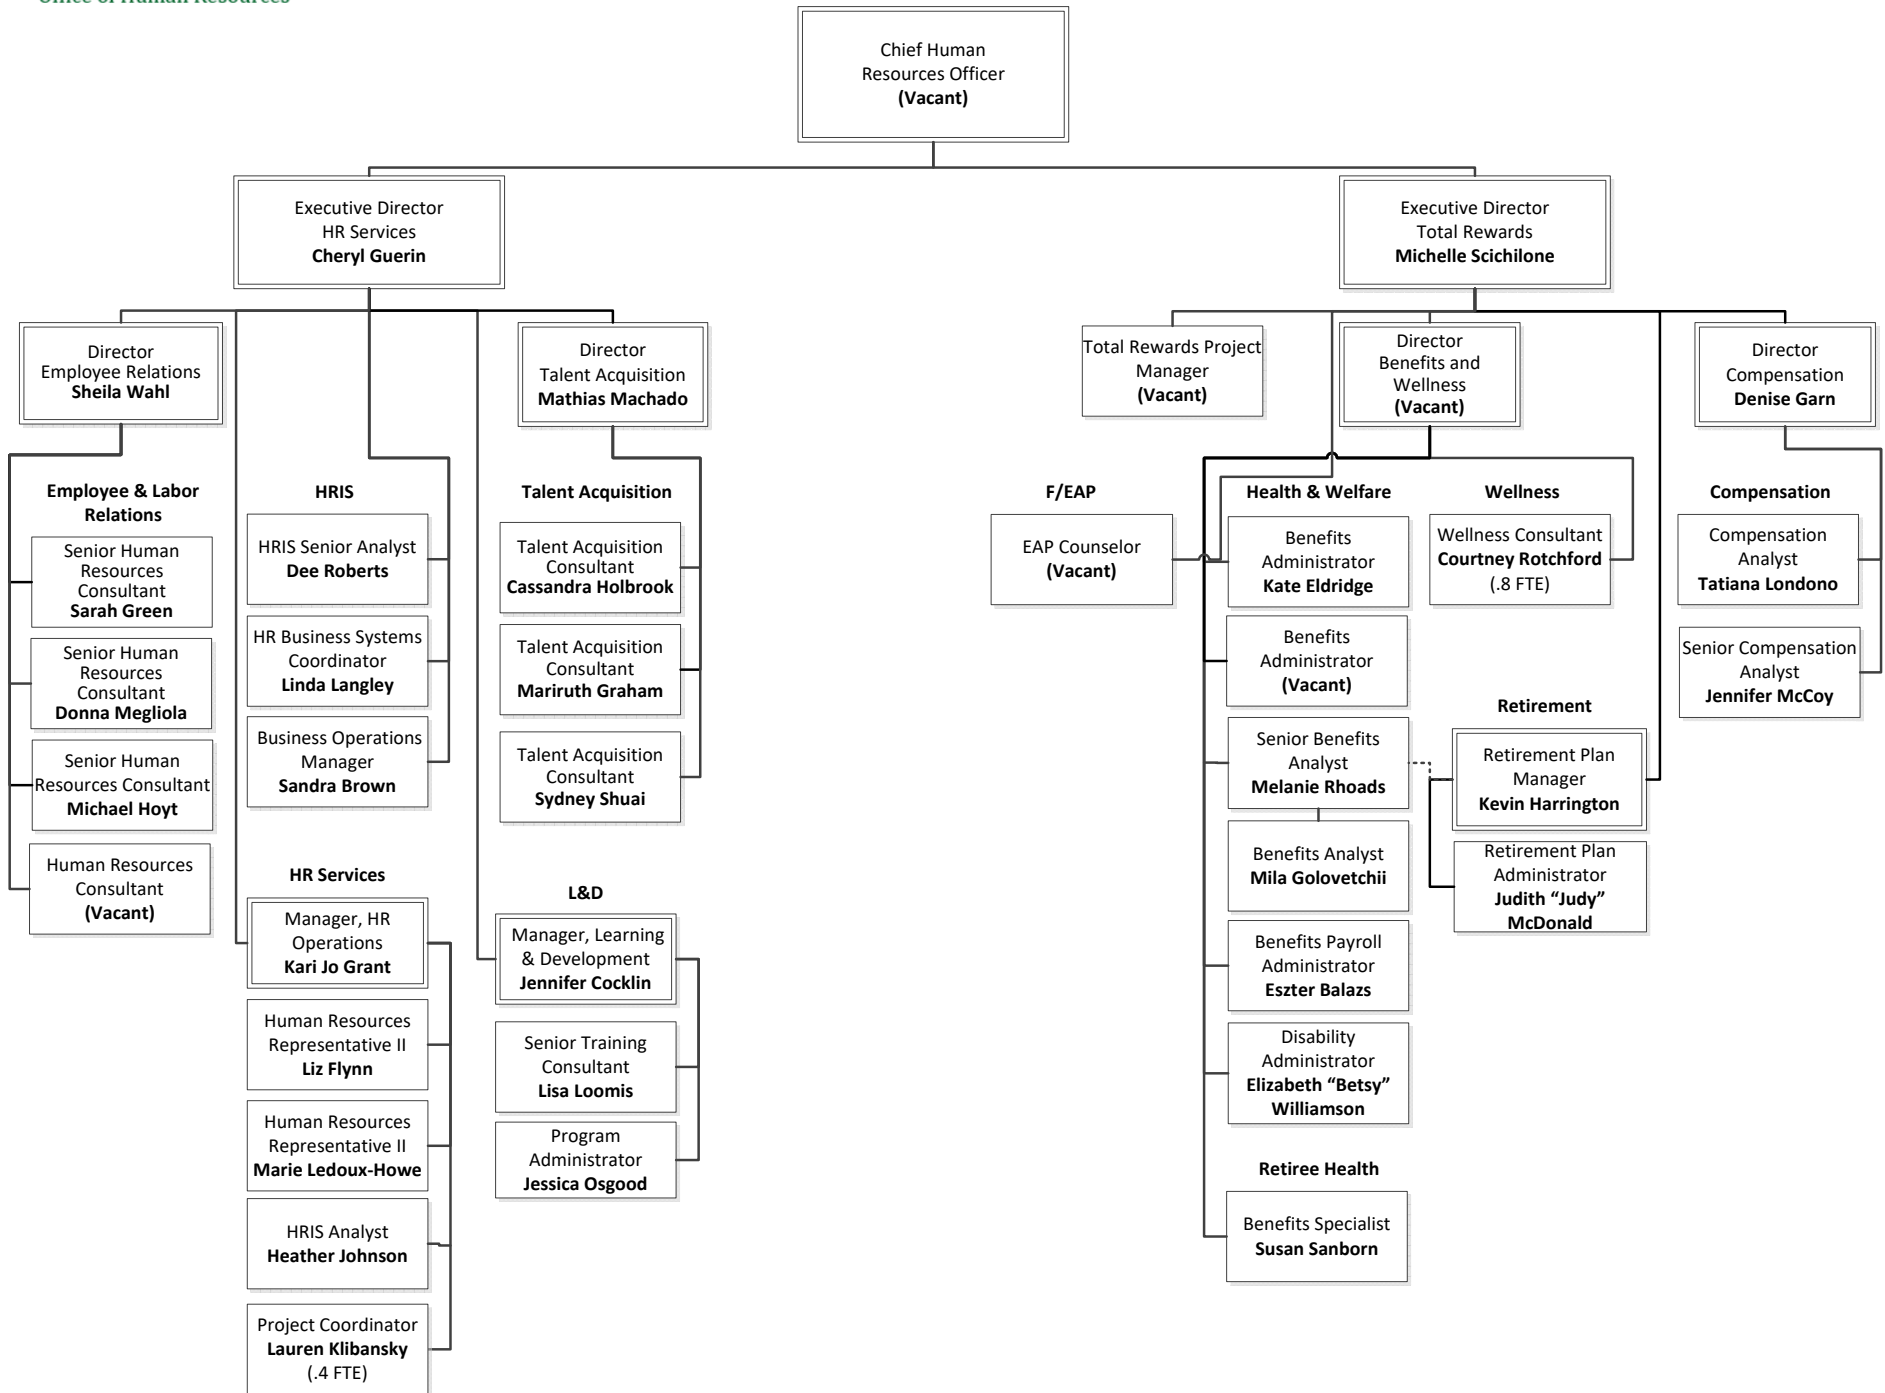 Office of Human Resources
Chief Human
Resources Officer
(Vacant)
Executive Director
HR Services
Cheryl Guerin
Executive Director
Total Rewards
Michelle Scichilone
Director
Employee Relations
Sheila Wahl
Director
Talent Acquisition
Mathias Machado
Total Rewards Project
Manager
(Vacant)
Director
Benefits and
Wellness
(Vacant)
Director
Compensation
Denise Garn
Employee & Labor
Relations
Senior Human
Resources
Consultant
Sarah Green
Senior Human
Resources
Consultant
Donna Megliola
Senior Human
Resources Consultant
Michael Hoyt
Human Resources
Consultant
(Vacant)
HRIS
HRIS Senior Analyst
Dee Roberts
HR Business Systems
Coordinator
Linda Langley
Business Operations
Manager
Sandra Brown
HR Services
Manager, HR
Operations
Kari Jo Grant
Human Resources
Representative II
Liz Flynn
Human Resources
Representative II
Marie Ledoux-Howe
HRIS Analyst
Heather Johnson
Project Coordinator
Lauren Klibansky
(.4 FTE)
Talent Acquisition
Talent Acquisition
Consultant
Cassandra Holbrook
Talent Acquisition
Consultant
Mariruth Graham
Talent Acquisition
Consultant
Sydney Shuai
L&D
Manager, Learning
& Development
Jennifer Cocklin
Senior Training
Consultant
Lisa Loomis
Program
Administrator
Jessica Osgood
F/EAP
EAP Counselor
(Vacant)
Health & Welfare
Benefits
Administrator
Kate Eldridge
Benefits
Administrator
(Vacant)
Senior Benefits
Analyst
Melanie Rhoads
Benefits Analyst
Mila Golovetchii
Benefits Payroll
Administrator
Eszter Balazs
Disability
Administrator
Elizabeth “Betsy”
Williamson
Retiree Health
Benefits Specialist
Susan Sanborn
Wellness
Wellness Consultant
Courtney Rotchford
(.8 FTE)
Retirement
Retirement Plan
Manager
Kevin Harrington
Retirement Plan
Administrator
Judith “Judy”
McDonald
Compensation
Compensation
Analyst
Tatiana Londono
Senior Compensation
Analyst
Jennifer McCoy